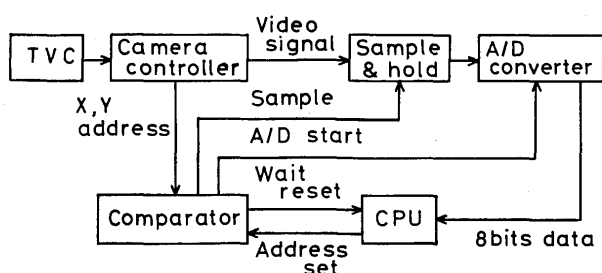 TVC
Camera
controller
Video
signal
Sample
& hold
A/D
converter
X,Y
address
Sample
A/D start
Wait
reset
Comparator
CPU
Address
set
8bits data